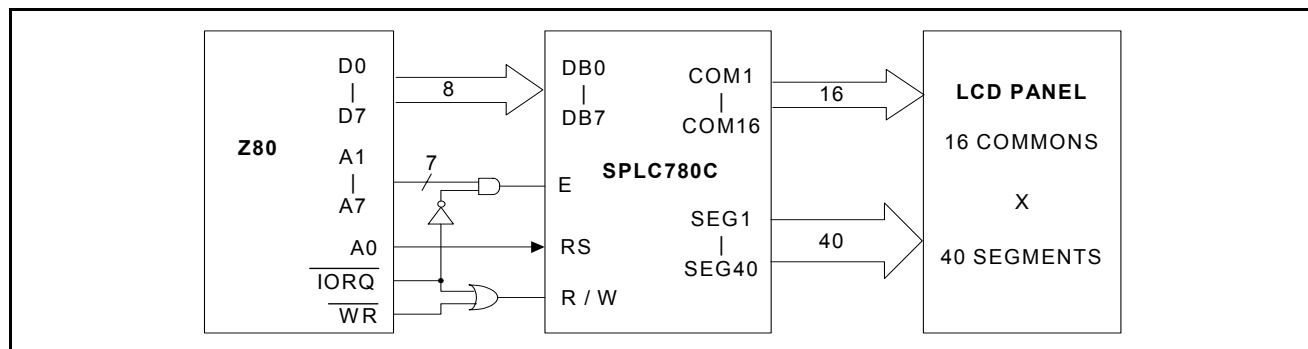 Z80
D0
D7
A1
A7
A0
IORQ
WR
8
7
SPLC780C
DB0
DB7
E
RS
R / W
COM1
COM16
SEG1
SEG40
16
40
LCD PANEL
16 COMMONS
X
40 SEGMENTS